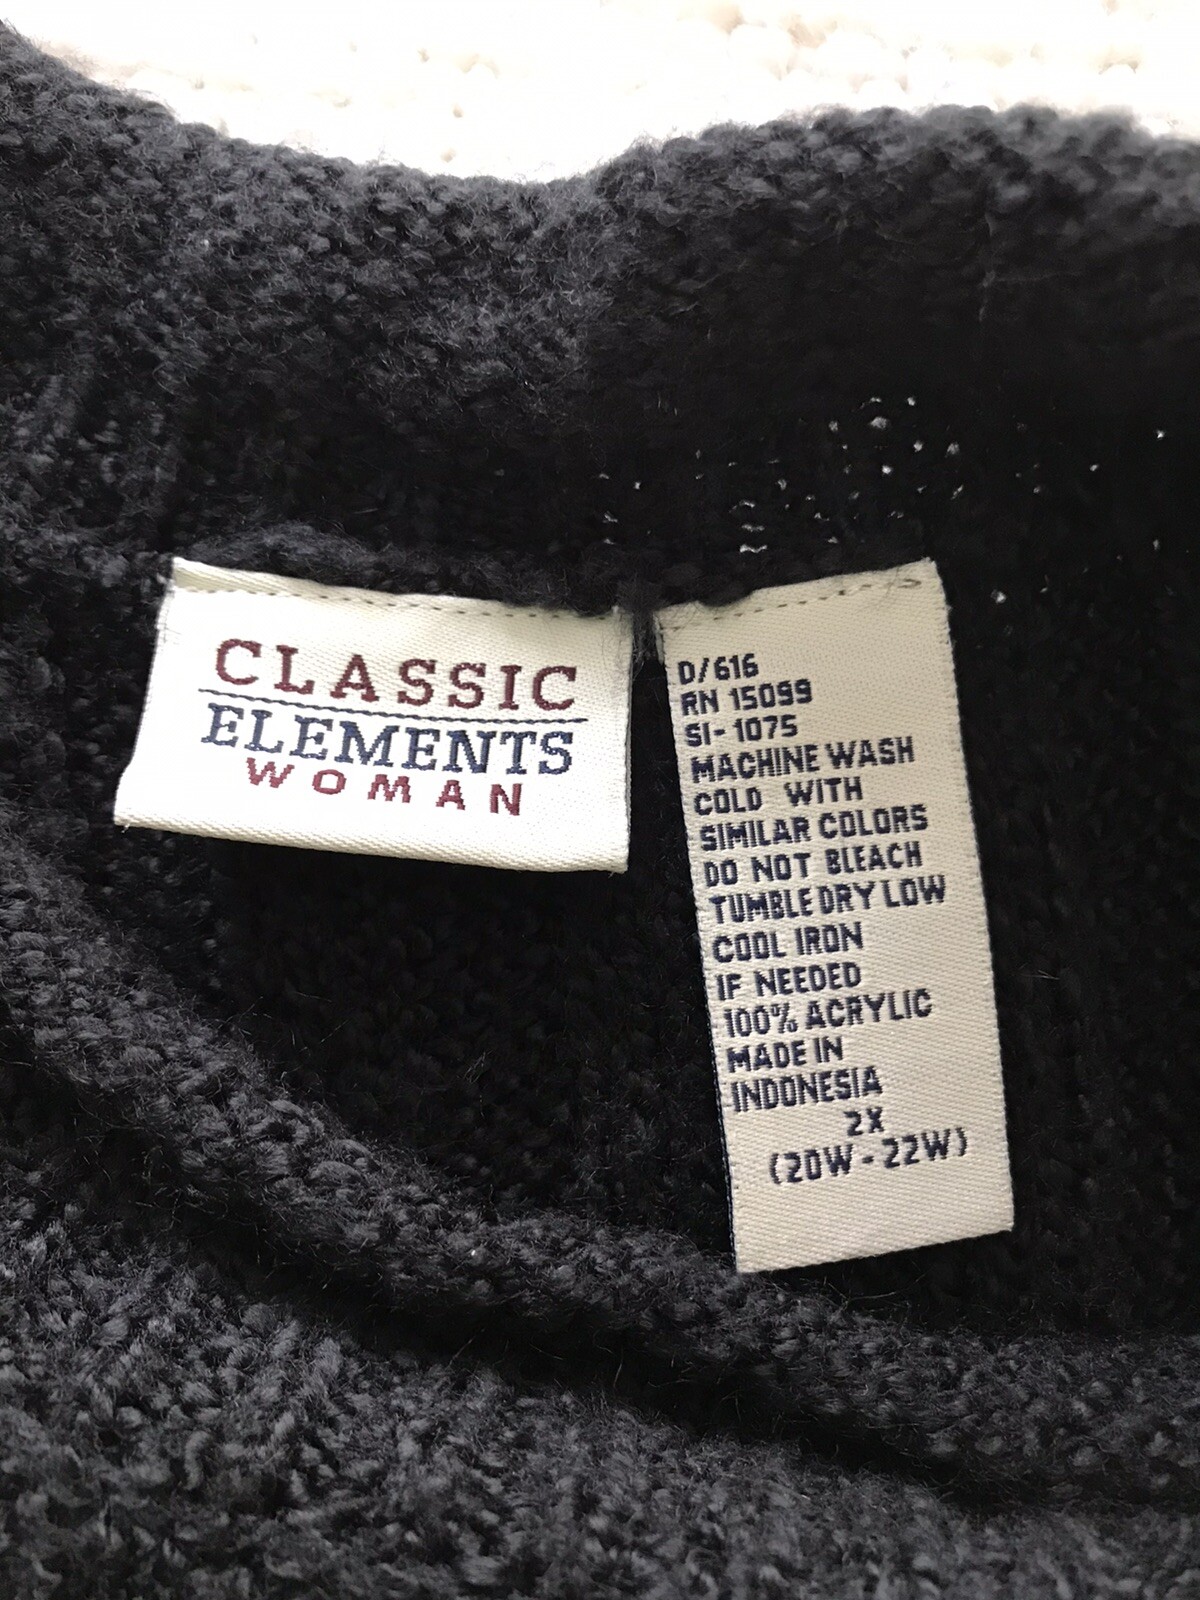 CLASSIC
ELEMENTS
WOMAN
D/616
RN 15099
SI-1075
MACHINE WASH
COLD WITH
SIMILAR COLORS
DO NOT BLEACH
TUMBLE DRY LOW
COOL IRON
IF NEEDED
100% ACRYLIC
MADE IN
INDONESIA
2X
(20W-22W)